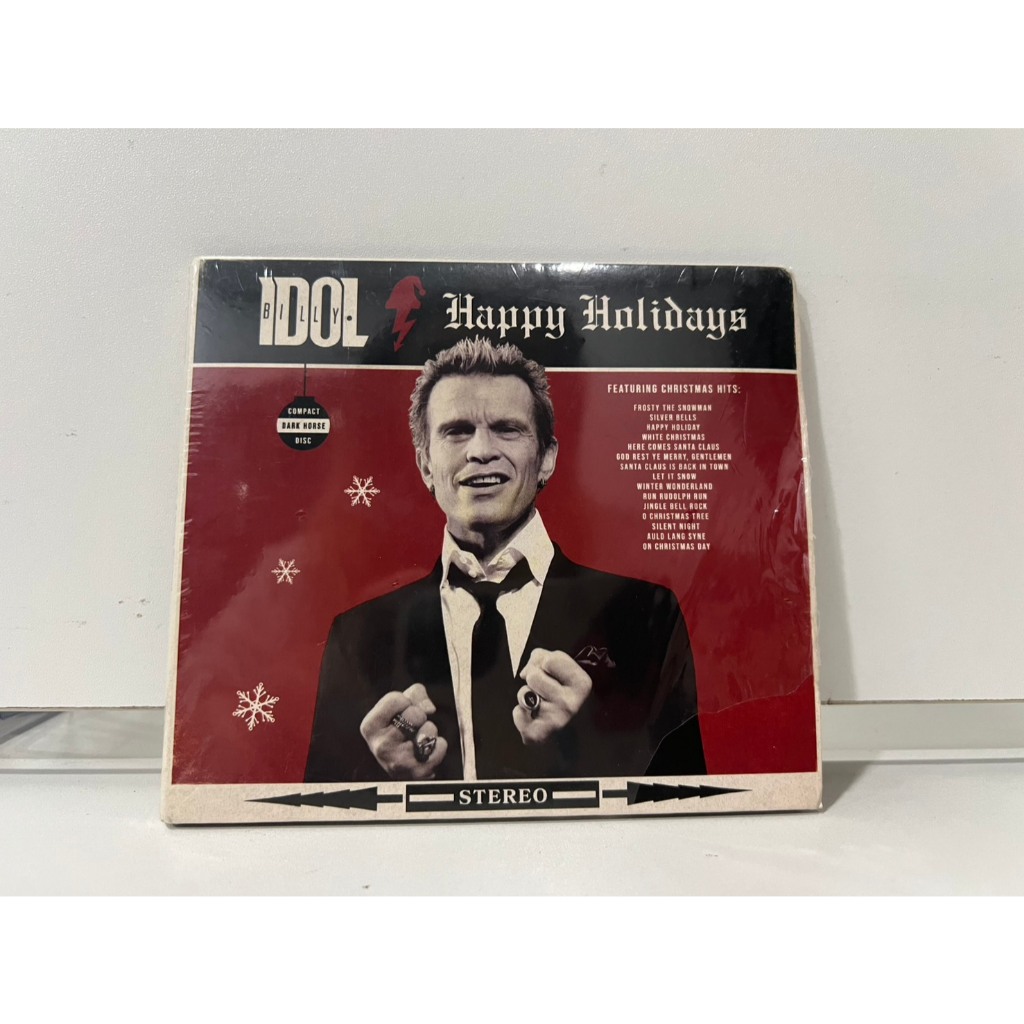 IDOL
BILLY.
Happy Holidays
COMPACT
DARK HORSE
DISC
FEATURING CHRISTMAS HITS:
FROSTY THE SNOWMAN
SILVER BELLS
HAPPY HOLIDAY
WHITE CHRISTMAS
HERE COMES SANTA CLAUS
GOD REST YE MERRY, GENTLEMEN
SANTA CLAUS IS BACK IN TOWN
LET IT SNOW
WINTER WONDERLAND
RUN RUDOLPH RUN
JINGLE BELL ROCK
O CHRISTMAS TREE
SILENT NIGHT
AULD LANG SYNE
ON CHRISTMAS DAY
STEREO